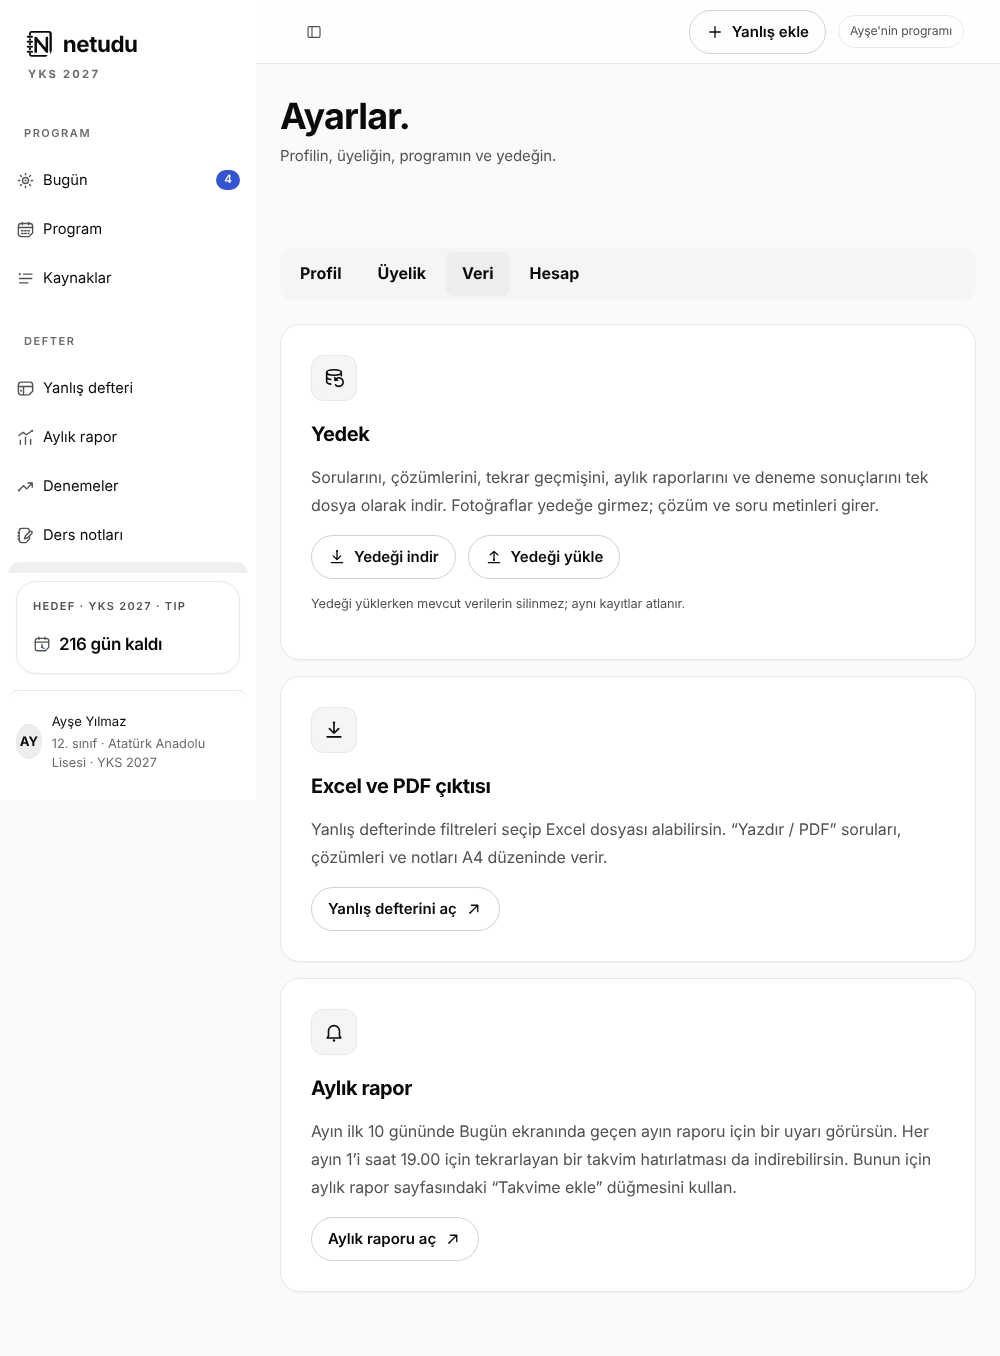 netudu
YKS 2027
PROGRAM
Bugün
4
Program
Kaynaklar
DEFTER
Yanlış defteri
Aylık rapor
Denemeler
Ders notları
HEDEF · YKS 2027 · TIP
216 gün kaldı
AY
Ayşe Yılmaz
12. sınıf · Atatürk Anadolu
Lisesi · YKS 2027
Yanlış ekle
Ayşe'nin programı
Ayarlar.
Profilin, üyeliğin, programın ve yedeğin.
Profil
Üyelik
Veri
Hesap
Yedek
Sorularını, çözümlerini, tekrar geçmişini, aylık raporlarını ve deneme sonuçlarını tek
dosya olarak indir. Fotoğraflar yedeğe girmez; çözüm ve soru metinleri girer.
Yedeği indir
Yedeği yükle
Yedeği yüklerken mevcut verilerin silinmez; aynı kayıtlar atlanır.
Excel ve PDF çıktısı
Yanlış defterinde filtreleri seçip Excel dosyası alabilirsin. “Yazdır / PDF” soruları,
çözümleri ve notları A4 düzeninde verir.
Yanlış defterini aç
Aylık rapor
Ayın ilk 10 gününde Bugün ekranında geçen ayın raporu için bir uyarı görürsün. Her
ayın 1’i saat 19.00 için tekrarlayan bir takvim hatırlatması da indirebilirsin. Bunun için
aylık rapor sayfasındaki “Takvime ekle” düğmesini kullan.
Aylık raporu aç